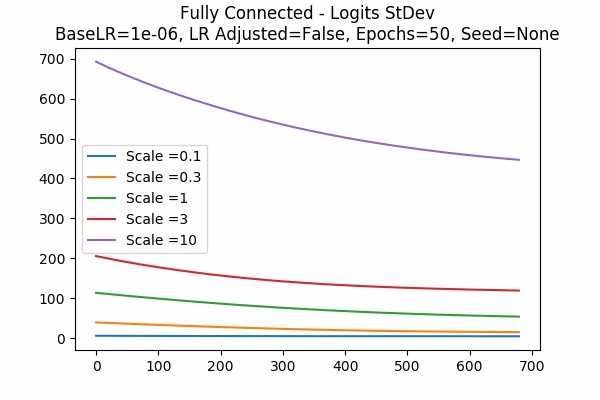 Fully Connected - Logits StDev
BaseLR=1e-06, LR Adjusted=False, Epochs=50, Seed=None
700
600
500
400
300
200
100
0
Scale =0.1
Scale =0.3
Scale =1
Scale =3
Scale =10
0 100 200 300 400 500 600 700